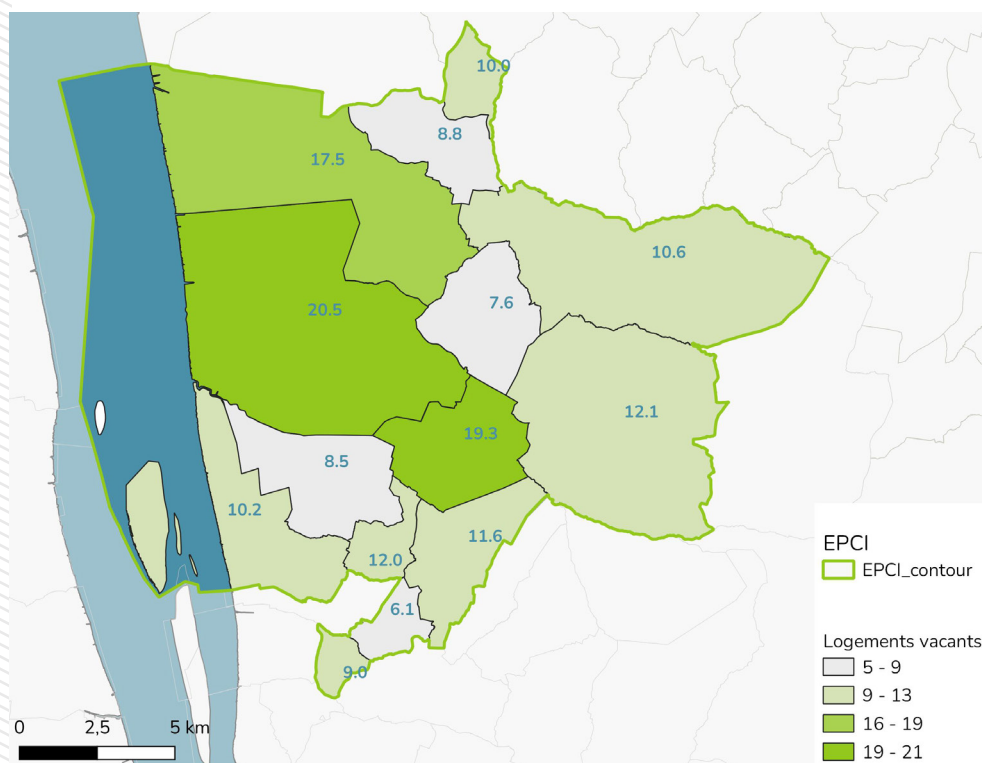 10.0
8.8
17.5
10.6
7.6
20.5
12.1
19.3
8.5
10.2
11.6
12.0
6.1
9.0
EPCI
EPCI_contour
Logements vacants
5 - 9
9 - 13
16 - 19
19 - 21
0 2,5 5 km